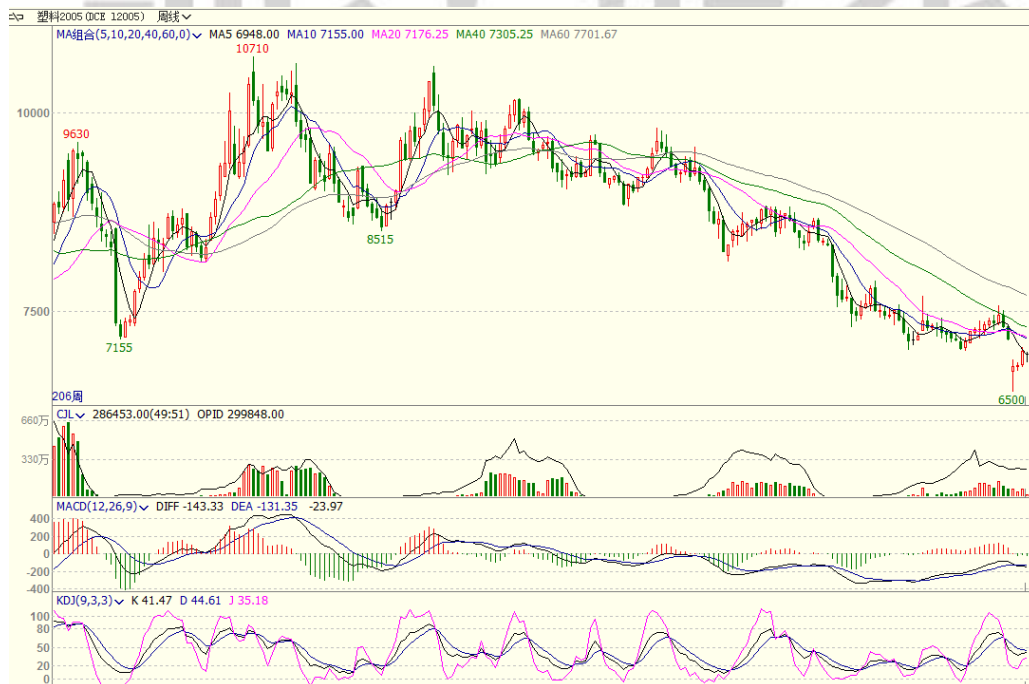 塑料2005 (DCE l2005) 周线
MA组合(5,10,20,40,60,0) MA5 6948.00 MA10 7155.00 MA20 7176.25 MA40 7305.25 MA60 7701.67
10710
10000
9630
8515
7500
7155
6500
206周
CJL 286453.00(49:51) OPID 299848.00
660万
330万
MACD(12,26,9) DIFF -143.33 DEA -131.35 -23.97
400
200
0
-200
-400
KDJ(9,3,3) K 41.47 D 44.61 J 35.18
100
80
50
20
0